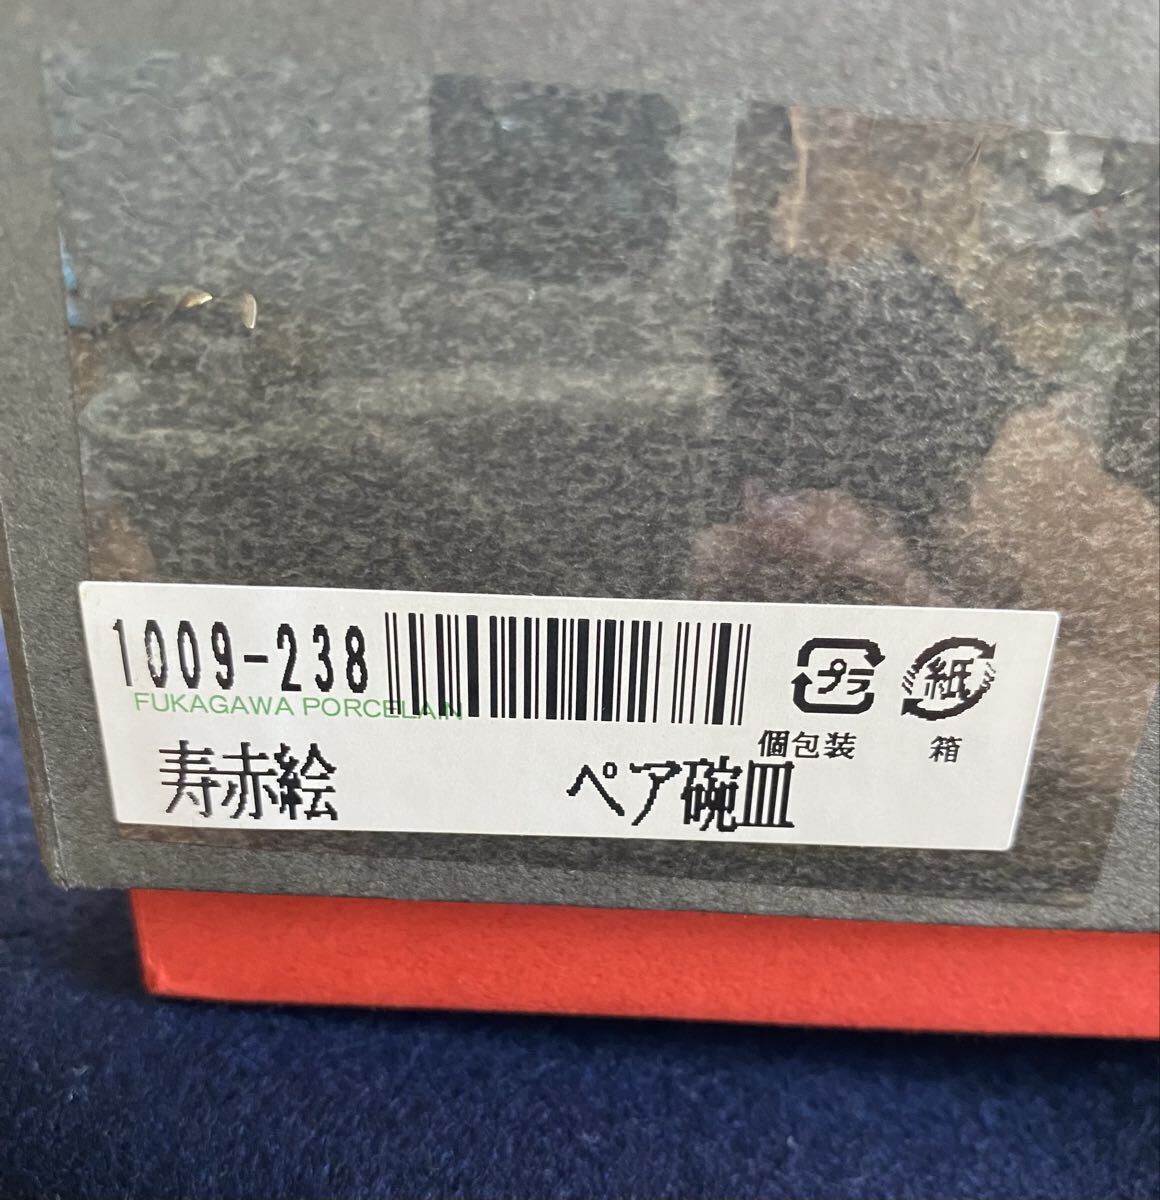 1009-238
FUKAGAWA PORCELAIN
プラ
紙
個包装
箱
寿赤絵 ペア碗皿